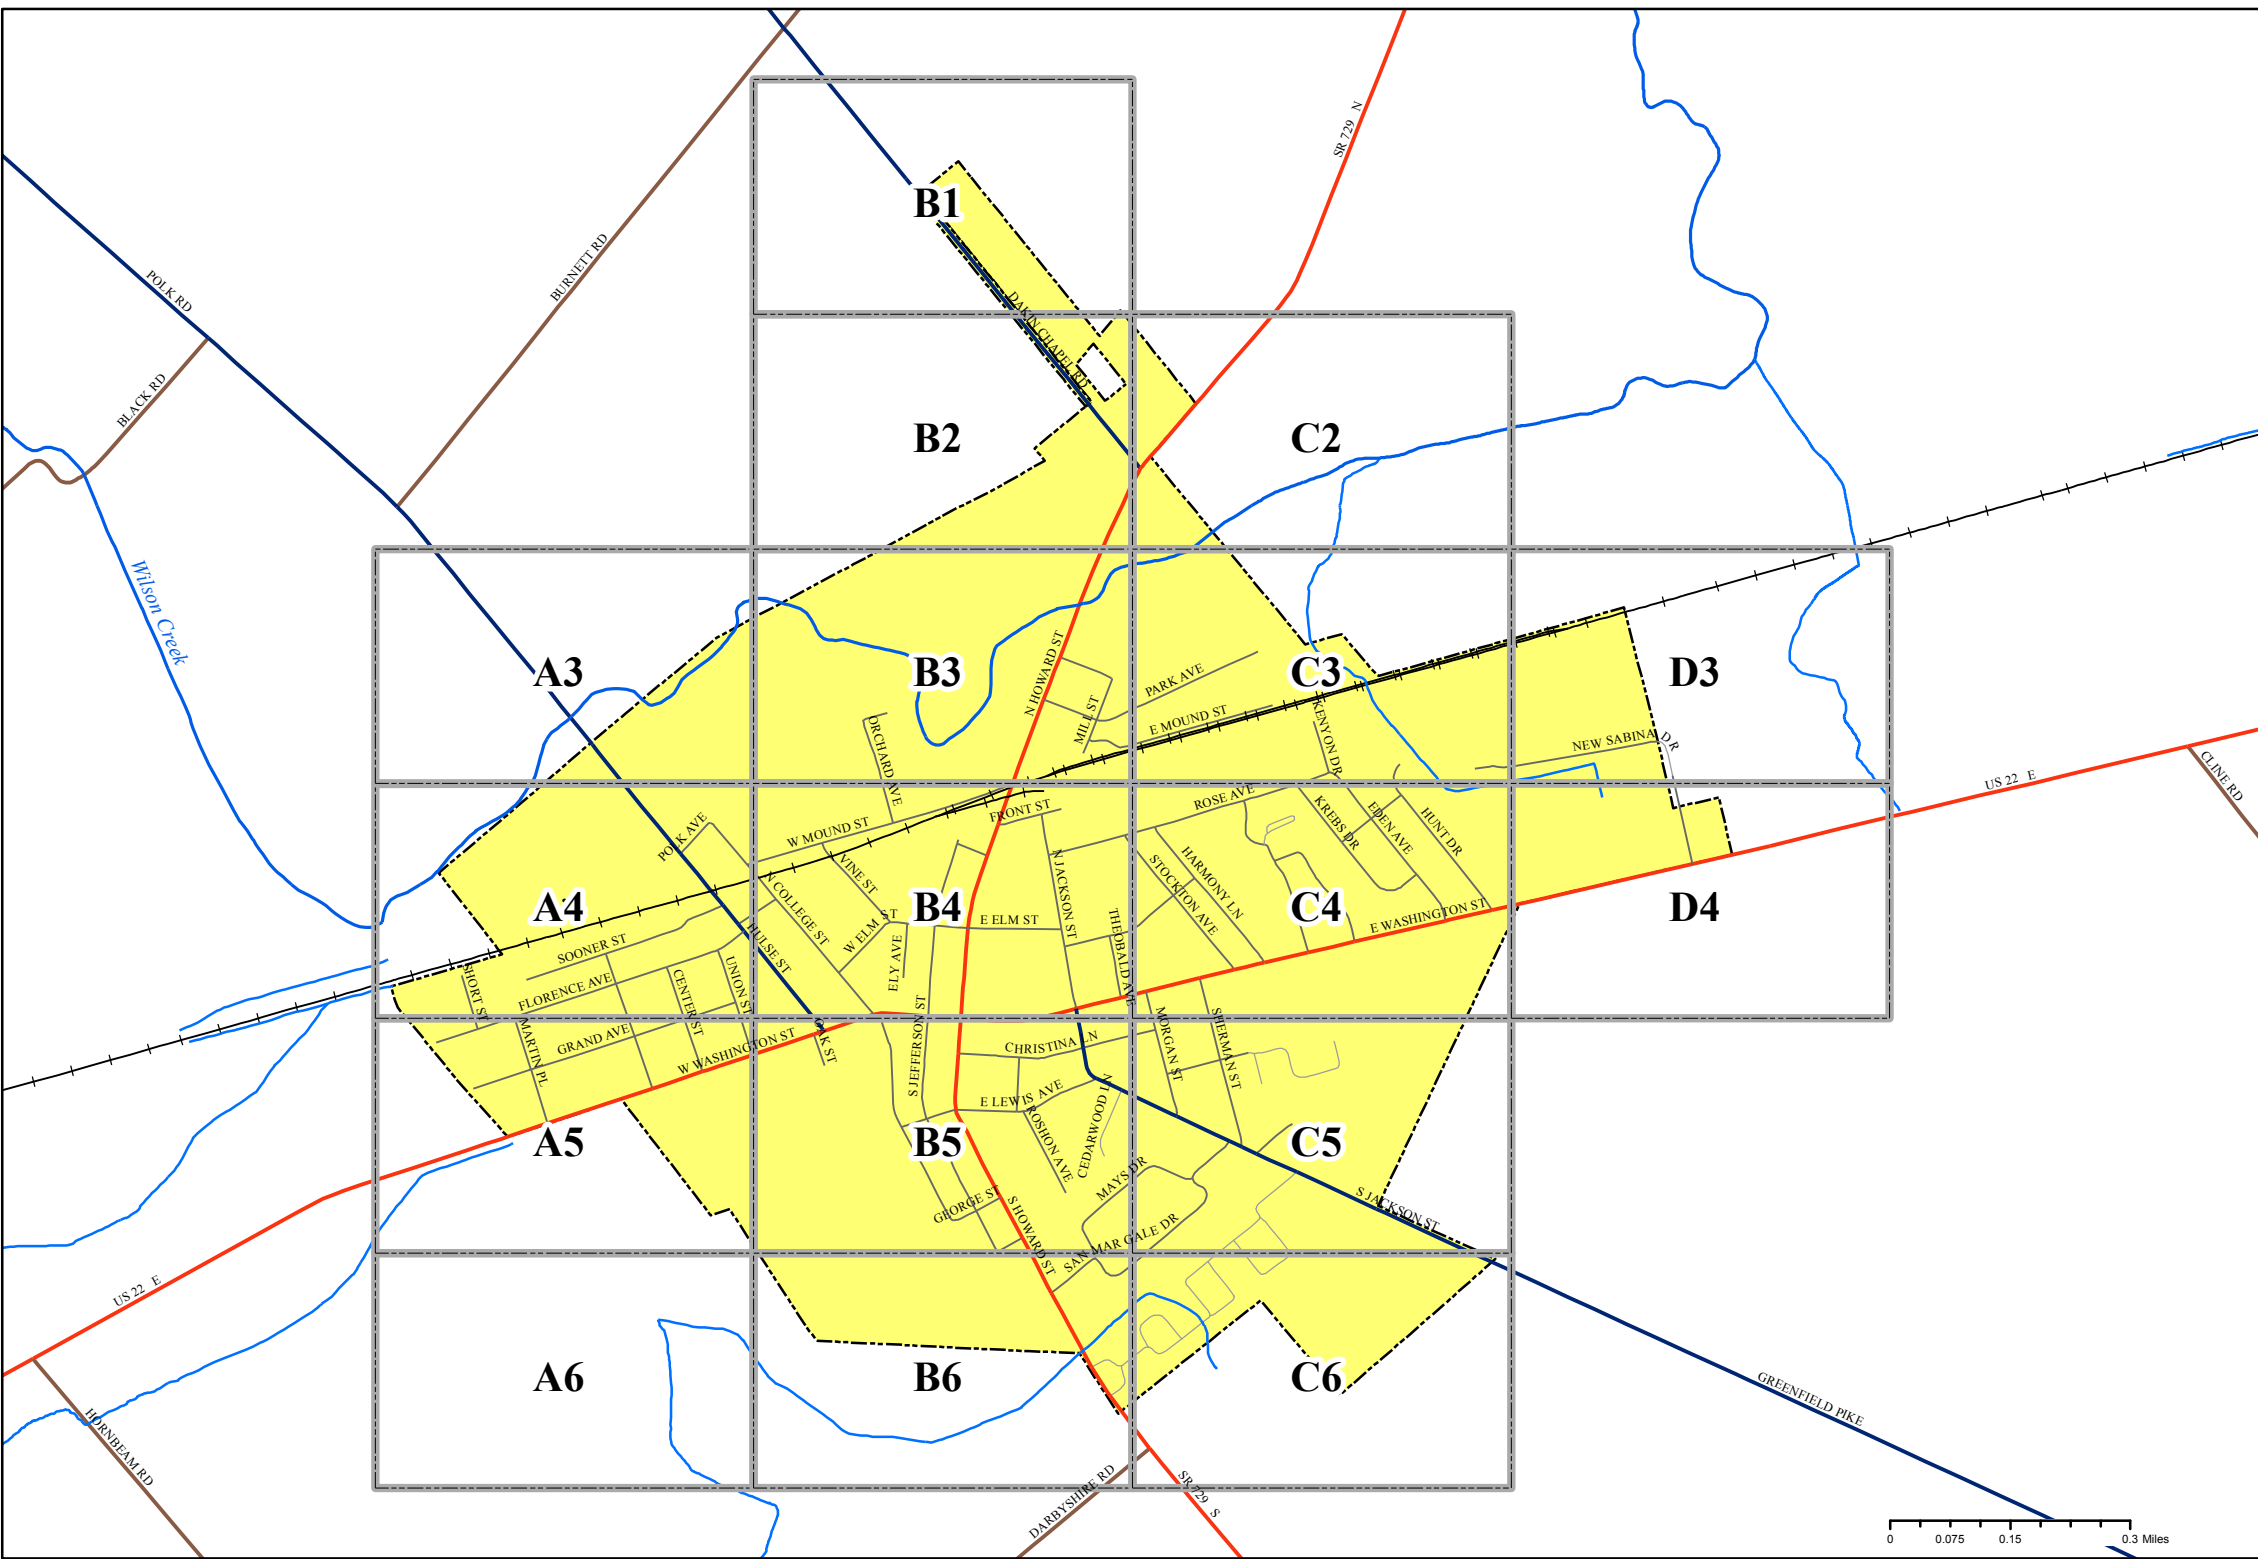 SR 729 N
B1
POLK RD
BURNETT RD
DAKIN CHAPEL RD
BLACK RD
B2
C2
Wilson Creek
A3
B3
C3
D3
N HOWARD ST
PARK AVE
MILL ST
E MOUND ST
KENYON DR
ORCHARD AVE
NEW SABINA DR
US 22 E
CLINE RD
POLK AVE
W MOUND ST
FRONT ST
ROSE AVE
KREBS DR
EDEN AVE
HUNT DR
VINE ST
N COLLEGE ST
N JACKSON ST
STOCKTON AVE
HARMONY LN
A4
B4
C4
D4
W ELM ST
E ELM ST
E WASHINGTON ST
SOONER ST
HULSE ST
ELY AVE
THEOBALD AVE
SHORT ST
FLORENCE AVE
CENTER ST
UNION ST
MARTIN PL
GRAND AVE
W WASHINGTON ST
OAK ST
S JEFFERSON ST
CHRISTINA LN
MORGAN ST
SHERMAN ST
E LEWIS AVE
ROSHON AVE
CEDARWOOD LN
A5
B5
C5
MAYS DR
GEORGE ST
S HOWARD ST
SAN MAR GALE DR
S JACKSON ST
US 22 E
A6
B6
C6
HORNBEAM RD
GREENFIELD PIKE
DARBYSHIRE RD
SR 729 S
0 0.075 0.15 0.3 Miles